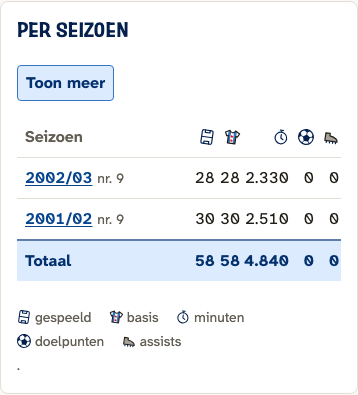 PER SEIZOEN
Toon meer
Seizoen
2002/03 nr. 9 28 28 2.330 0 0
2001/02 nr. 9 30 30 2.510 0 0
Totaal 58 58 4.840 0 0
gespeeld basis minuten
doelpunten assists
.